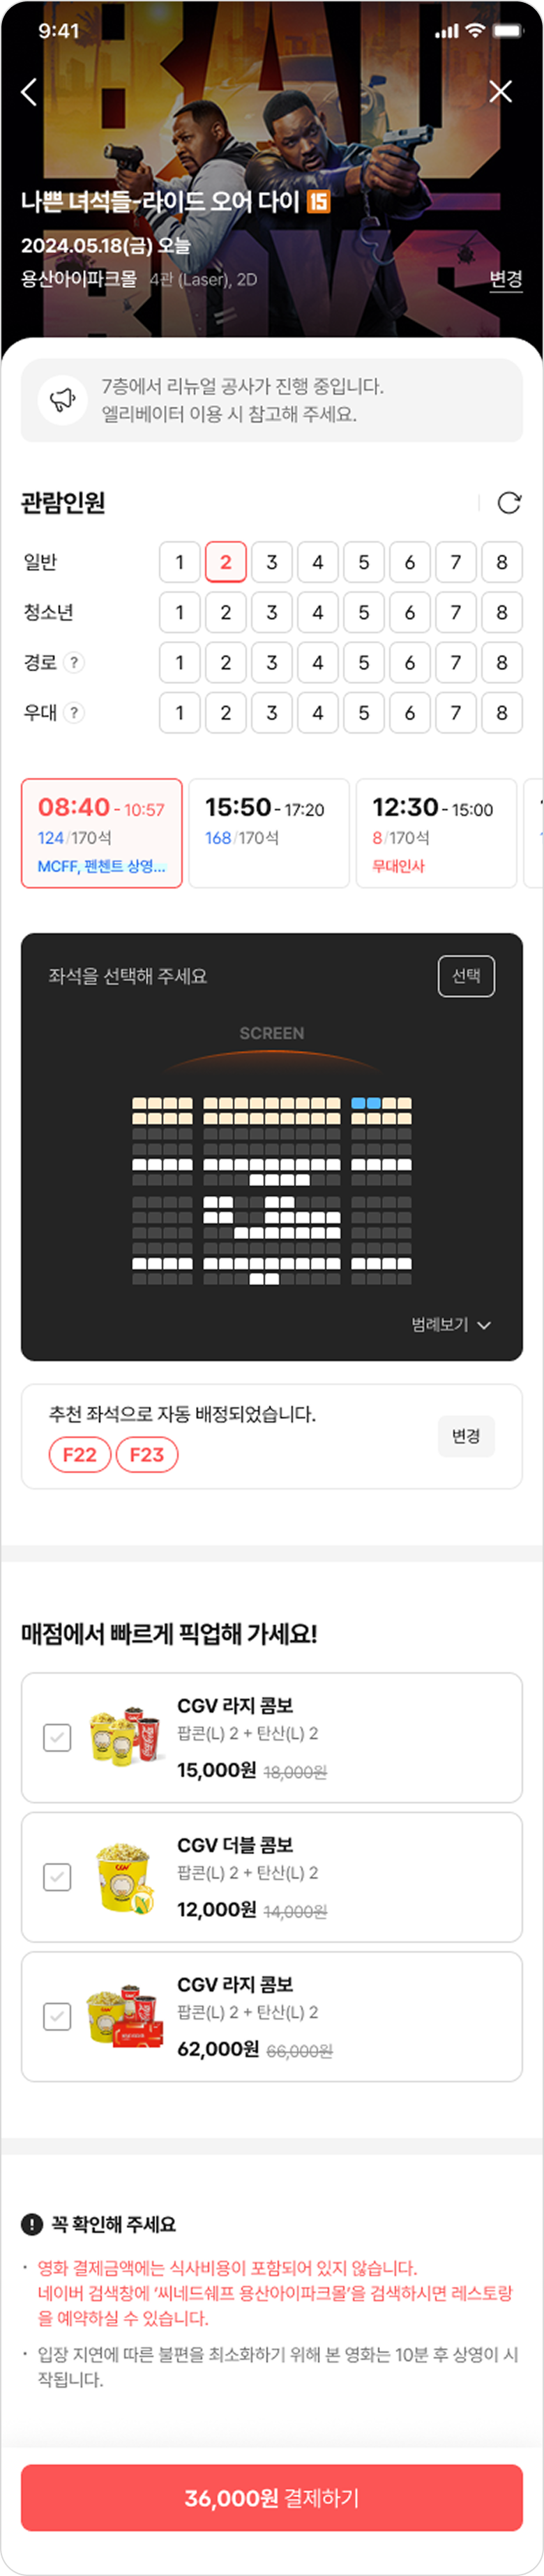 9:41
BAD
BOYS
나쁜 녀석들-라이드 오어 다이 15
2024.05.18(금) 오늘
용산아이파크몰 4관 (Laser), 2D 변경
7층에서 리뉴얼 공사가 진행 중입니다.
엘리베이터 이용 시 참고해 주세요.
관람인원
일반 1 2 3 4 5 6 7 8
청소년 1 2 3 4 5 6 7 8
경로 ? 1 2 3 4 5 6 7 8
우대 ? 1 2 3 4 5 6 7 8
08:40 - 10:57 15:50 - 17:20 12:30 - 15:00
124/170석 168/170석 8/170석
MCFF, 펜첸트 상영... 무대인사
좌석을 선택해 주세요 선택
SCREEN
범례보기
추천 좌석으로 자동 배정되었습니다.
F22 F23 변경
매점에서 빠르게 픽업해 가세요!
CGV 라지 콤보
팝콘(L) 2 + 탄산(L) 2
15,000원 18,000원
CGV 더블 콤보
팝콘(L) 2 + 탄산(L) 2
12,000원 14,000원
CGV 라지 콤보
팝콘(L) 2 + 탄산(L) 2
62,000원 66,000원
! 꼭 확인해 주세요
· 영화 결제금액에는 식사비용이 포함되어 있지 않습니다.
네이버 검색창에 ‘씨네드쉐프 용산아이파크몰’을 검색하시면 레스토랑
을 예약하실 수 있습니다.
· 입장 지연에 따른 불편을 최소화하기 위해 본 영화는 10분 후 상영이 시
작됩니다.
36,000원 결제하기